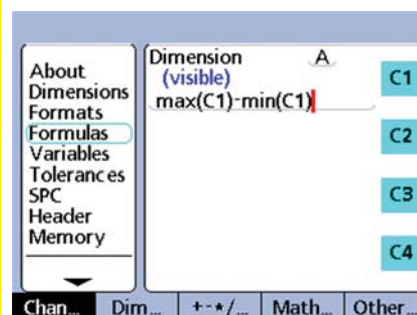 About
Dimensions
Formats
Formulas
Variables
Tolerances
SPC
Header
Memory
Dimension A
(visible)
max(C1)-min(C1)
C1
C2
C3
C4
Chan... Dim... +-*/... Math... Other...